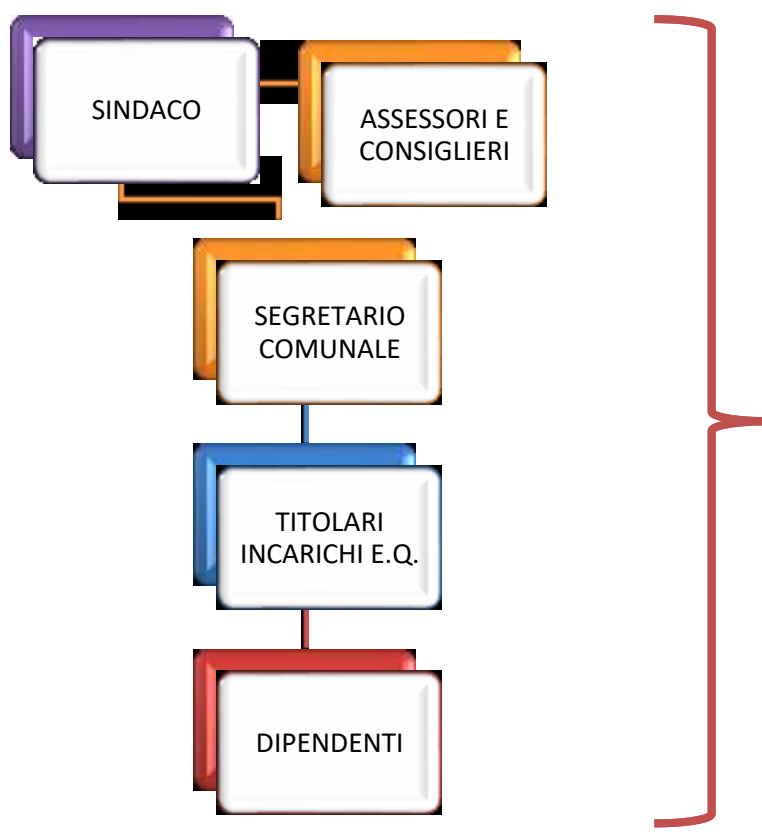 SINDACO
ASSESSORI E
CONSIGLIERI
SEGRETARIO
COMUNALE
TITOLARI
INCARICHI E.Q.
DIPENDENTI